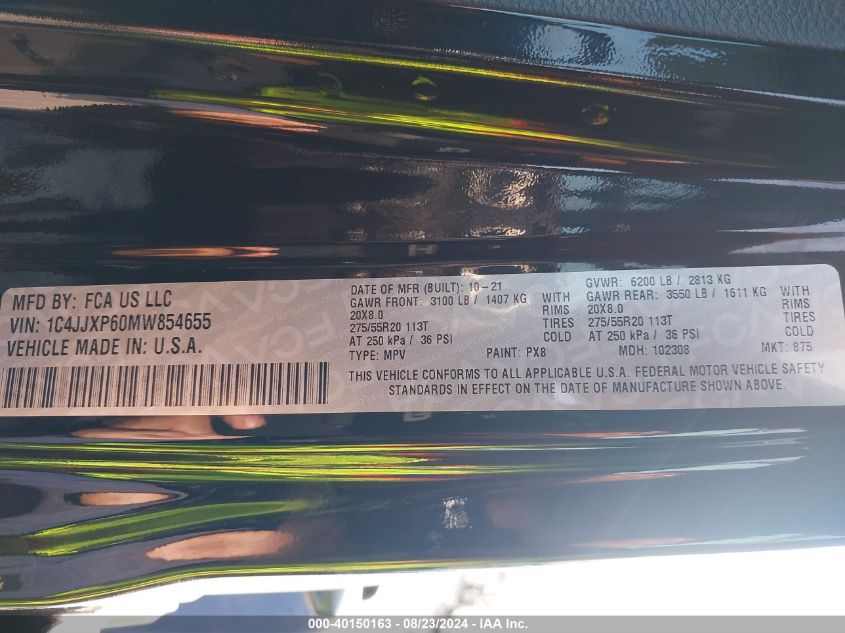 MFD BY: FCA US LLC
VIN: 1C4JJXP60MW854655
VEHICLE MADE IN: U.S.A.
DATE OF MFR (BUILT): 10-21
GAWR FRONT: 3100 LB / 1407 KG WITH
20X8.0 RIMS
275/55R20 113T TIRES
AT 250 kPa / 36 PSI COLD
TYPE: MPV PAINT: PX8
GVWR: 6200 LB / 2813 KG
GAWR REAR: 3550 LB / 1611 KG WITH
20X8.0 RIMS
275/55R20 113T TIRES
AT 250 kPa / 36 PSI COLD
MDH: 102308 MKT: 875
THIS VEHICLE CONFORMS TO ALL APPLICABLE U.S.A. FEDERAL MOTOR VEHICLE SAFETY
STANDARDS IN EFFECT ON THE DATE OF MANUFACTURE SHOWN ABOVE.
000-40150163 - 08/23/2024 - IAAI.com